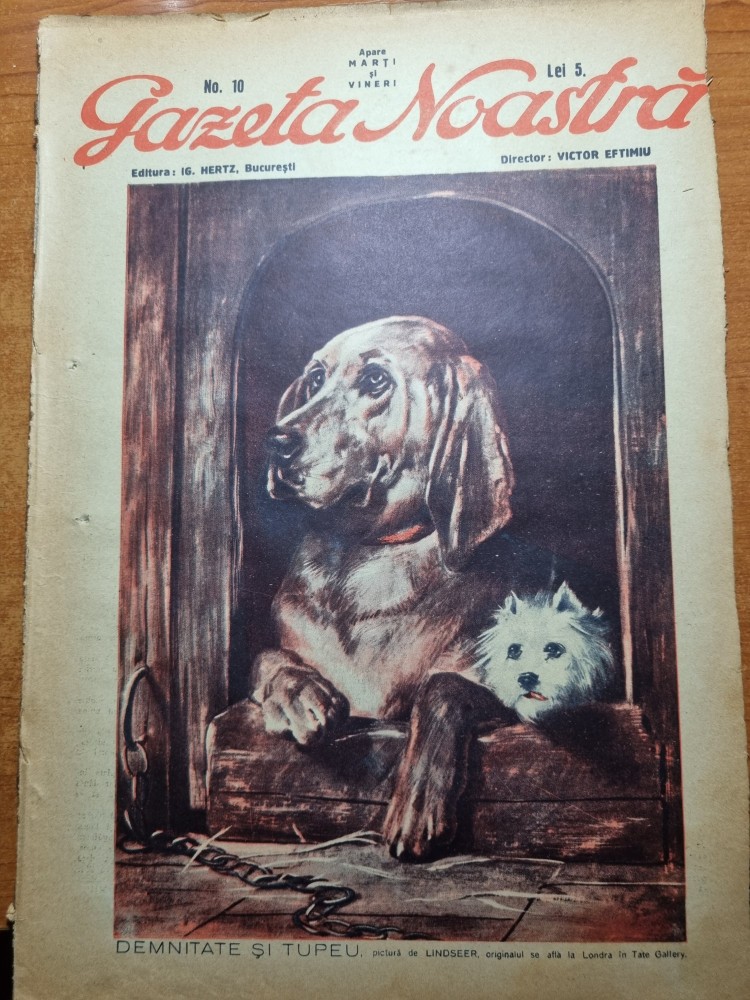 Apare
MARȚI
și
VINERI
No. 10
Lei 5.
Gazeta Noastră
Editura: IG. HERTZ, București
Director: VICTOR EFTIMIU
DEMNITATE ȘI TUPEU, pictură de LINDSEER, originalul se află la Londra în Tate Gallery.